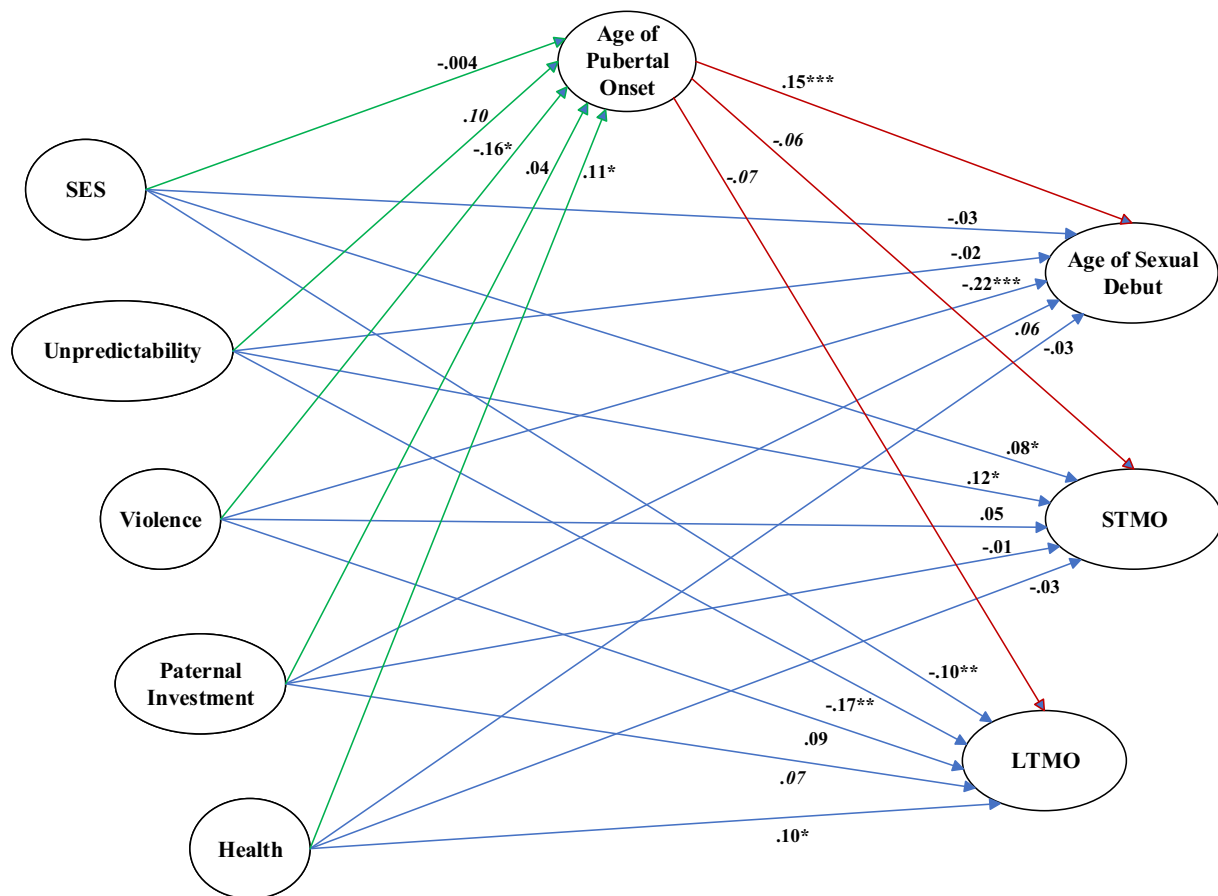 Age of
Pubertal
Onset
-.004
.15***
.10
-.06
-.16*
.04
.11*
-.07
SES
-.03
-.02
Age of Sexual
Debut
-.22***
.06
-.03
Unpredictability
.08*
.12*
Violence
.05
STMO
-.01
-.03
Paternal
Investment
-.10**
-.17**
.09
LTMO
.07
Health
.10*